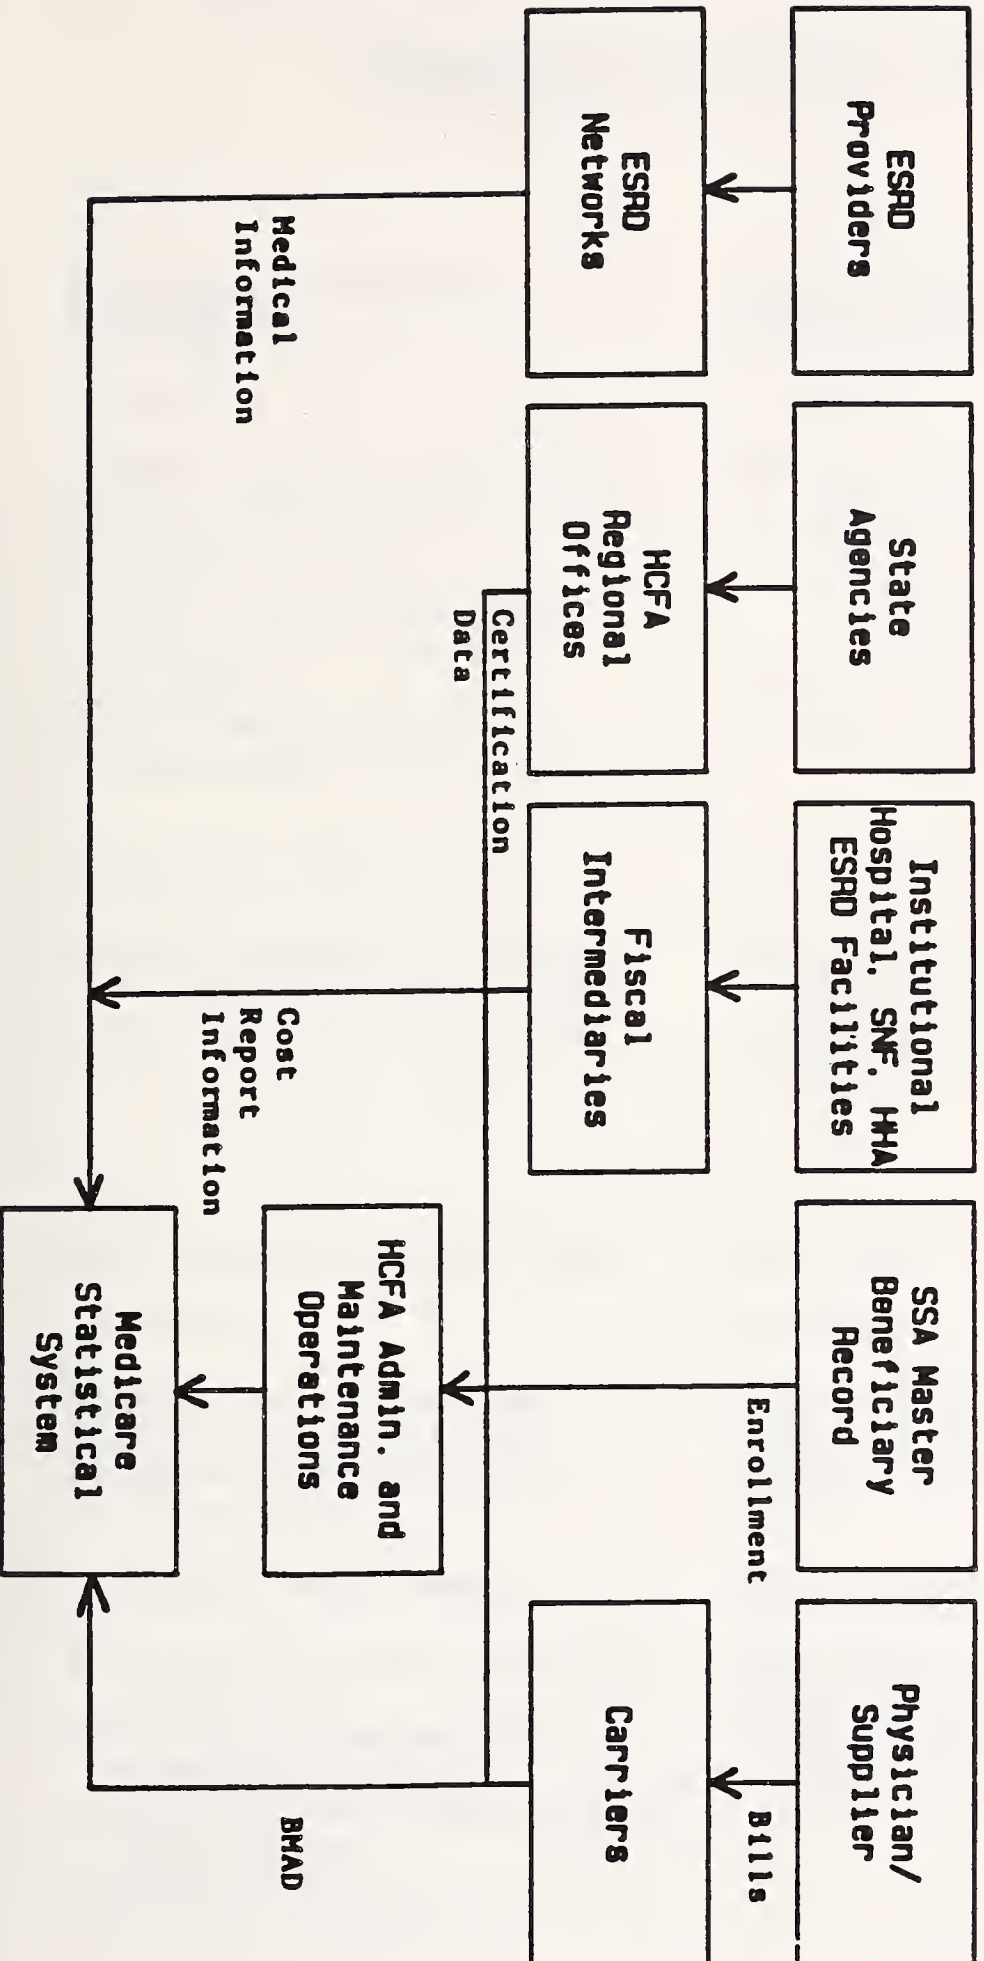 ESRD
Providers
State
Agencies
Institutional
Hospital, SNF, HHA
ESRD Facilities
SSA Master
Beneficiary
Record
Physician/
Supplier
Enrollment
Bills
ESRD
Networks
HCFA
Regional
Offices
Fiscal
Intermediaries
Carriers
Certification
Data
HCFA Admin. and
Maintenance
Operations
Medical
Information
Cost
Report
Information
BMAD
Medicare
Statistical
System